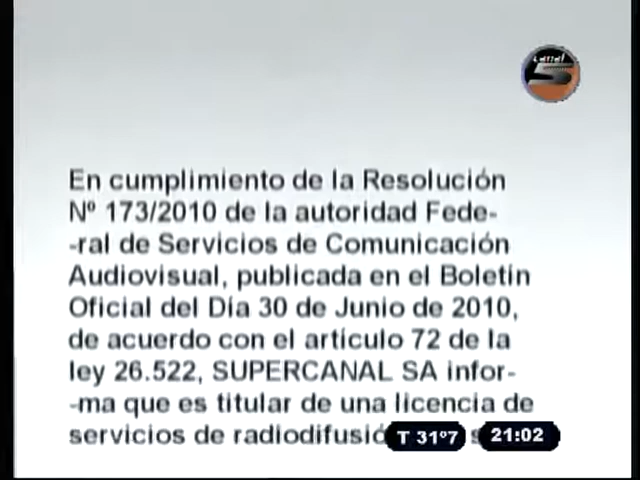 Canal
5
En cumplimiento de la Resolución
Nº 173/2010 de la autoridad Fede-
-ral de Servicios de Comunicación
Audiovisual, publicada en el Boletín
Oficial del Día 30 de Junio de 2010,
de acuerdo con el artículo 72 de la
ley 26.522, SUPERCANAL SA infor-
-ma que es titular de una licencia de
servicios de
T 31º7
21:02